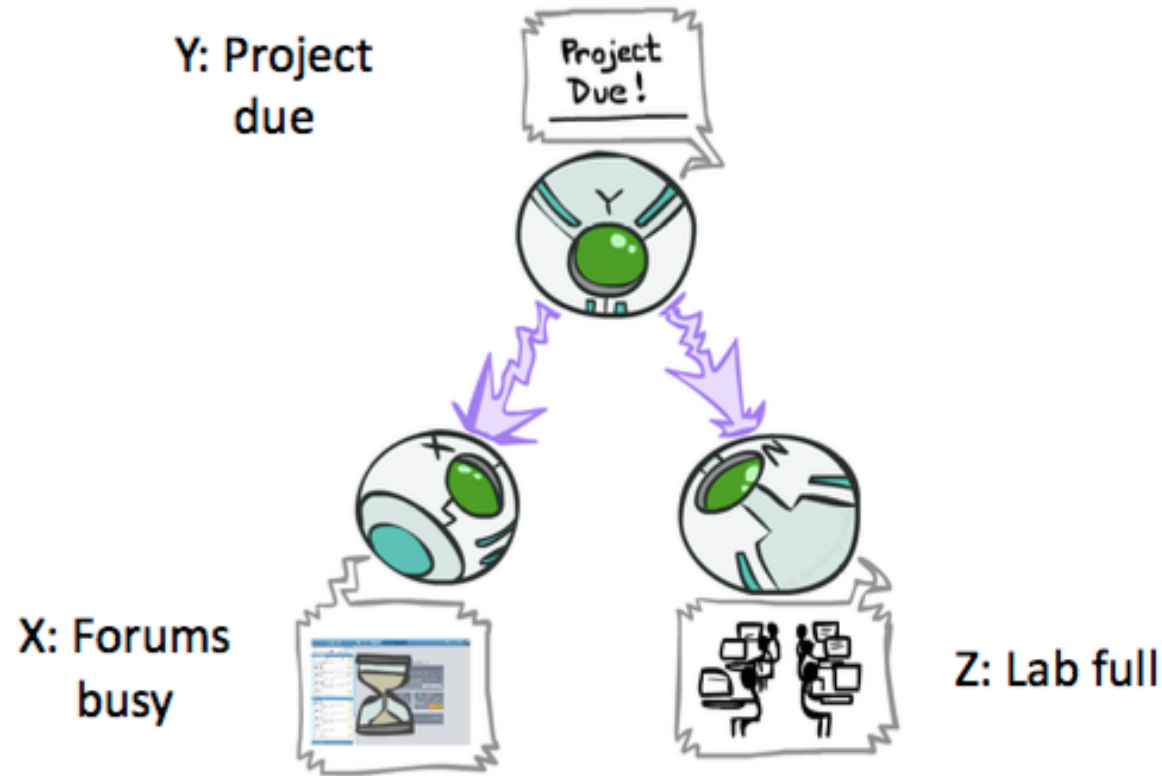 Y: Project
due
Project
Due!
Y
X
Z
X: Forums
busy
Z: Lab full